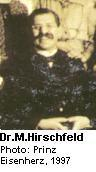 Dr.M.Hirschfeld
Photo: Prinz
Eisenherz, 1997